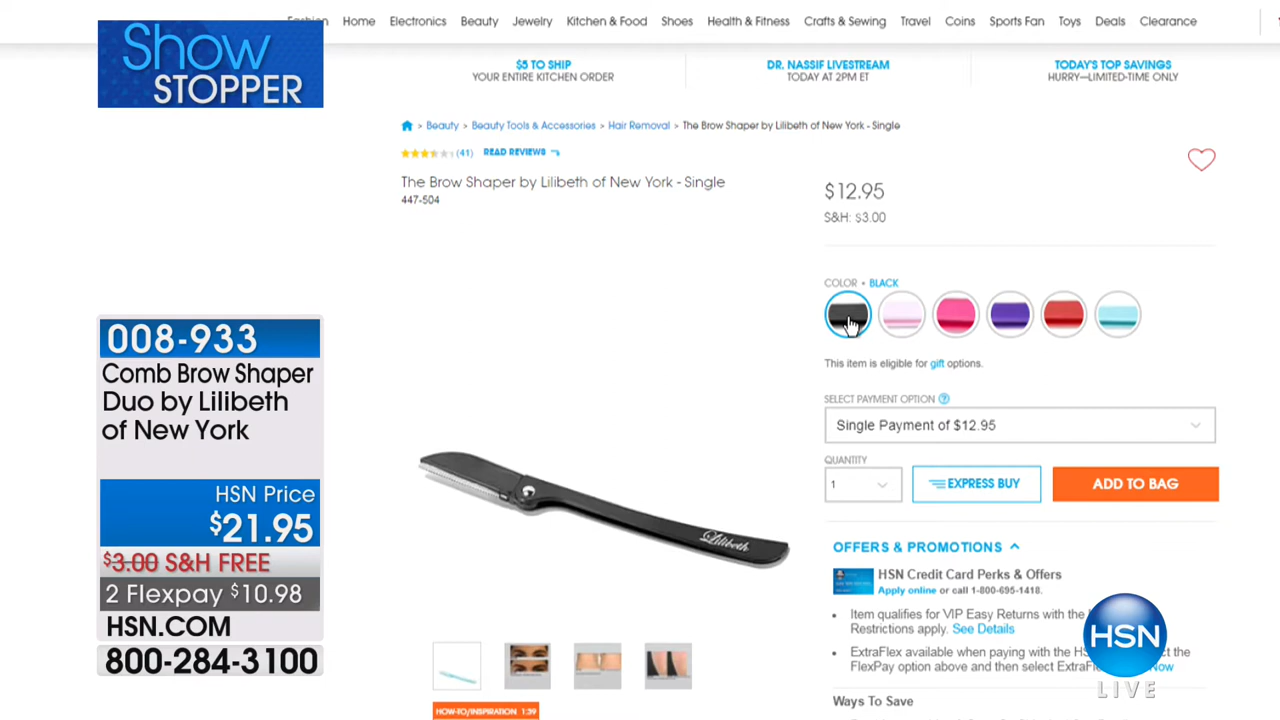 Fashion Home Electronics Beauty Jewelry Kitchen & Food Shoes Health & Fitness Crafts & Sewing Travel Coins Sports Fan Toys Deals Clearance
Show
STOPPER
$5 TO SHIP
YOUR ENTIRE KITCHEN ORDER
DR. NASSIF LIVESTREAM
TODAY AT 2PM ET
TODAY'S TOP SAVINGS
HURRY—LIMITED-TIME ONLY
> Beauty > Beauty Tools & Accessories > Hair Removal > The Brow Shaper by Lilibeth of New York - Single
(41) READ REVIEWS
The Brow Shaper by Lilibeth of New York - Single
447-504
$12.95
S&H: $3.00
COLOR • BLACK
This item is eligible for gift options.
SELECT PAYMENT OPTION ?
Single Payment of $12.95
QUANTITY
1
EXPRESS BUY
ADD TO BAG
OFFERS & PROMOTIONS
HSN Credit Card Perks & Offers
Apply online or call 1-800-695-1418.
• Item qualifies for VIP Easy Returns with the
Restrictions apply. See Details
• ExtraFlex available when paying with the
FlexPay option above and then select
Now
Ways To Save
Lilibeth
HOW-TO/INSPIRATION 1:39
008-933
Comb Brow Shaper
Duo by Lilibeth
of New York
HSN Price
$21.95
$3.00 S&H FREE
2 Flexpay $10.98
HSN.COM
800-284-3100
HSN
LIVE